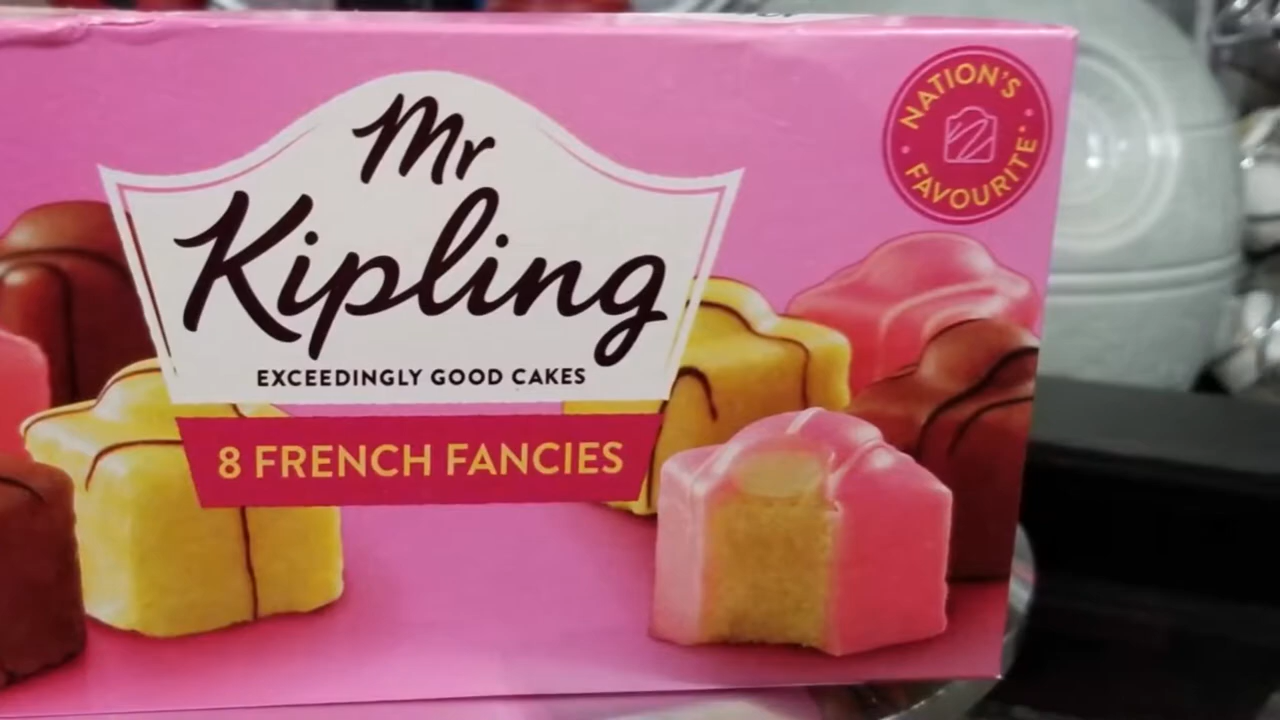 Mr
Kipling
EXCEEDINGLY GOOD CAKES
8 FRENCH FANCIES
NATION'S
FAVOURITE*